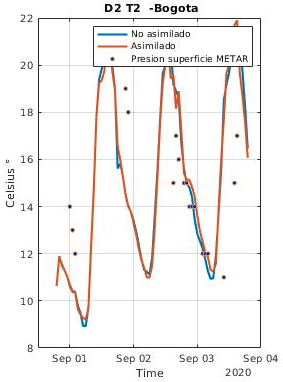 D2 T2 -Bogota
No asimilado
Asimilado
Presion superficie METAR
22
20
18
16
14
12
10
8
Celsius °
Sep 01
Sep 02
Sep 03
Sep 04
Time
2020